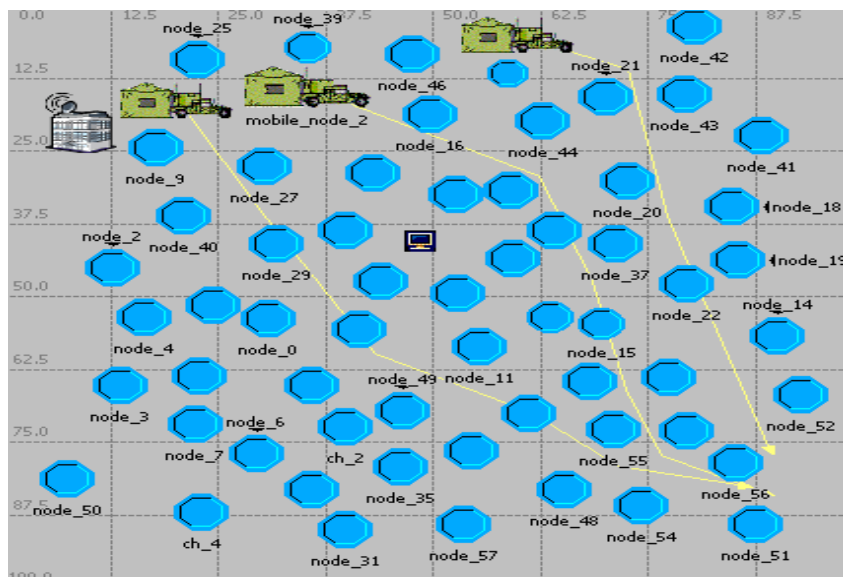 0.0 12.5 25.0 37.5 50.0 62.5 75.0 87.5
node_25
node_39
node_42
node_21
12.5
node_46
mobile_node_2
node_16
node_44
node_43
25.0
node_9
node_27
node_41
node_20
node_18
37.5
node_2
node_40
node_29
node_37
node_19
50.0
node_22
node_14
node_4
node_0
node_15
62.5
node_49
node_11
node_3
node_6
node_52
75.0
node_7
ch_2
node_55
node_35
node_56
node_50
87.5
ch_4
node_31
node_57
node_48
node_54
node_51
100.0